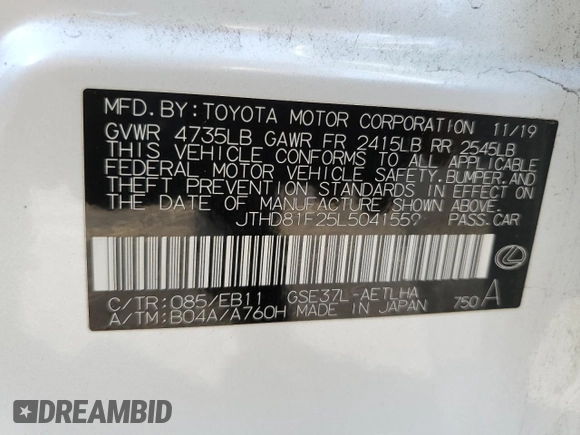 MFD. BY: TOYOTA MOTOR CORPORATION 11/19
GVWR 4735LB GAWR FR 2415LB RR 2545LB
THIS VEHICLE CONFORMS TO ALL APPLICABLE
FEDERAL MOTOR VEHICLE SAFETY, BUMPER, AND
THEFT PREVENTION STANDARDS IN EFFECT ON
THE DATE OF MANUFACTURE SHOWN ABOVE.
JTHD81F25L5041559 PASS. CAR
C/TR: 085/EB11 GSE37L-AETLHA
A/TM: B04A/A760H MADE IN JAPAN 750 A
DREAMBID